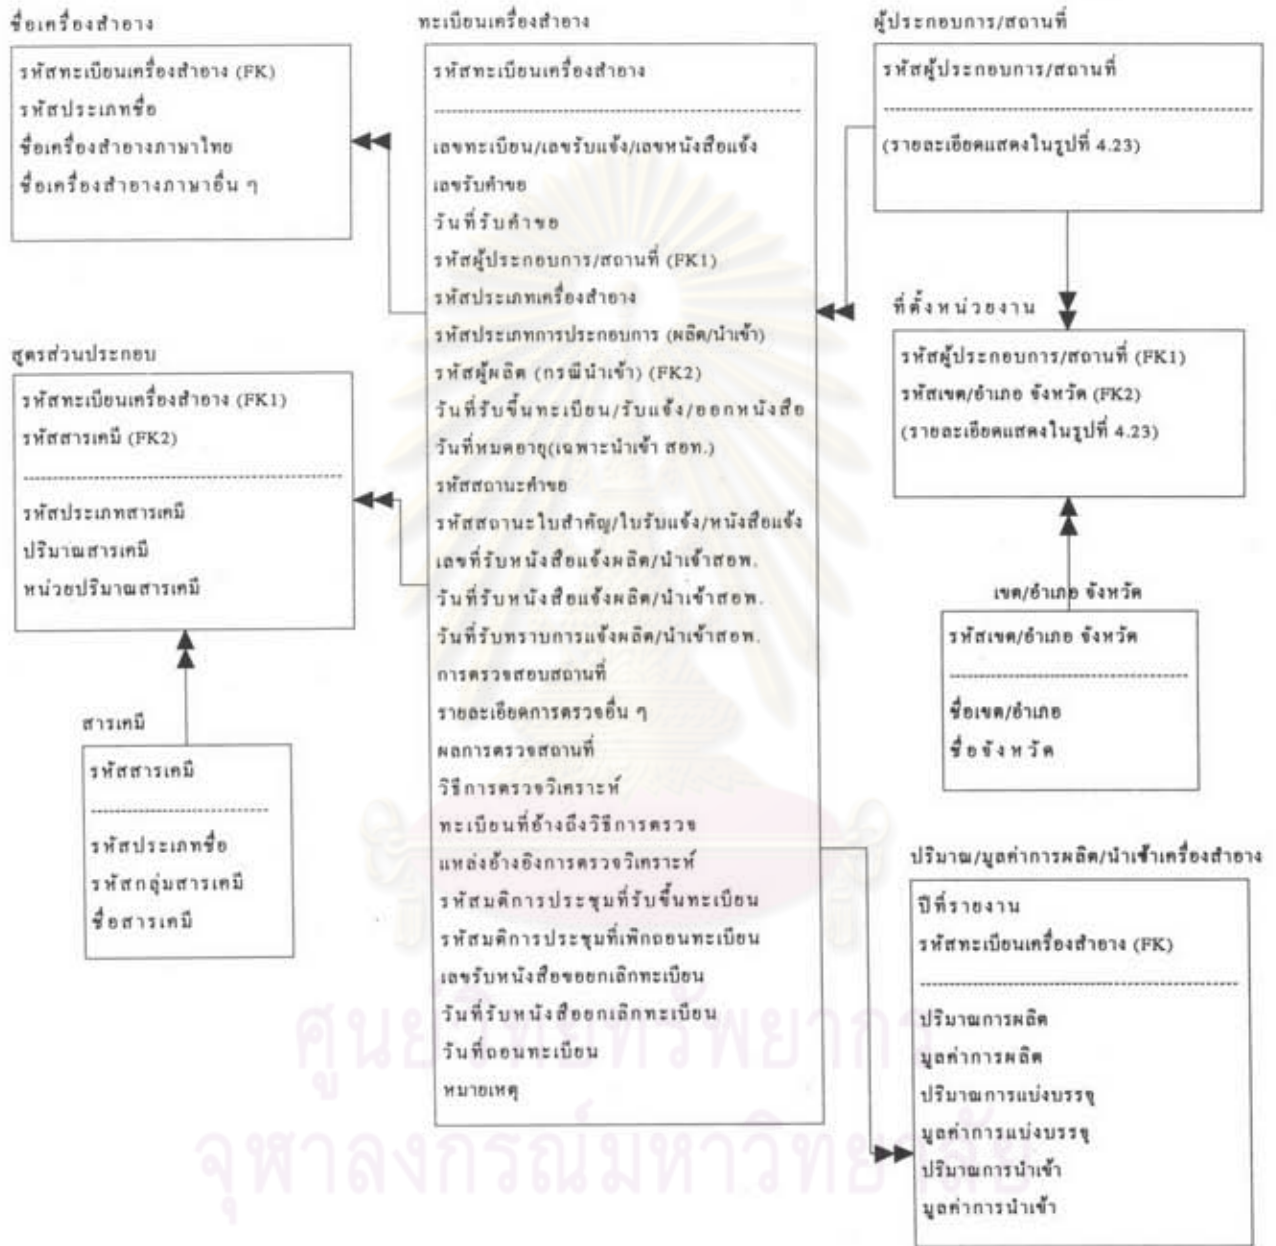 ชื่อเครื่องสำอาง
รหัสทะเบียนเครื่องสำอาง (FK)
รหัสประเภทชื่อ
ชื่อเครื่องสำอางภาษาไทย
ชื่อเครื่องสำอางภาษาอื่น ๆ
สูตรส่วนประกอบ
รหัสทะเบียนเครื่องสำอาง (FK1)
รหัสสารเคมี (FK2)
รหัสประเภทสารเคมี
ปริมาณสารเคมี
หน่วยปริมาณสารเคมี
สารเคมี
รหัสสารเคมี
รหัสประเภทชื่อ
รหัสกลุ่มสารเคมี
ชื่อสารเคมี
ทะเบียนเครื่องสำอาง
รหัสทะเบียนเครื่องสำอาง
เลขทะเบียน/เลขรับแจ้ง/เลขหนังสือแจ้ง
เลขรับคำขอ
วันที่รับคำขอ
รหัสผู้ประกอบการ/สถานที่ (FK1)
รหัสประเภทเครื่องสำอาง
รหัสประเภทการประกอบการ (ผลิต/นำเข้า)
รหัสผู้ผลิต (กรณีนำเข้า) (FK2)
วันที่รับขึ้นทะเบียน/รับแจ้ง/ออกหนังสือ
วันที่หมดอายุ(เฉพาะนำเข้า สอท.)
รหัสสถานะคำขอ
รหัสสถานะใบสำคัญ/ใบรับแจ้ง/หนังสือแจ้ง
เลขที่รับหนังสือแจ้งผลิต/นำเข้าสอพ.
วันที่รับหนังสือแจ้งผลิต/นำเข้าสอพ.
วันที่รับทราบการแจ้งผลิต/นำเข้าสอพ.
การตรวจสอบสถานที่
รายละเอียดการตรวจอื่น ๆ
ผลการตรวจสถานที่
วิธีการตรวจวิเคราะห์
ทะเบียนที่อ้างถึงวิธีการตรวจ
แหล่งอ้างอิงการตรวจวิเคราะห์
รหัสมติการประชุมที่รับขึ้นทะเบียน
รหัสมติการประชุมที่เพิกถอนทะเบียน
เลขรับหนังสือขอยกเลิกทะเบียน
วันที่รับหนังสือยกเลิกทะเบียน
วันที่ถอนทะเบียน
หมายเหตุ
ผู้ประกอบการ/สถานที่
รหัสผู้ประกอบการ/สถานที่
(รายละเอียดแสดงในรูปที่ 4.23)
ที่ตั้งหน่วยงาน
รหัสผู้ประกอบการ/สถานที่ (FK1)
รหัสเขต/อำเภอ จังหวัด (FK2)
(รายละเอียดแสดงในรูปที่ 4.23)
เขต/อำเภอ จังหวัด
รหัสเขต/อำเภอ จังหวัด
ชื่อเขต/อำเภอ
ชื่อจังหวัด
ปริมาณ/มูลค่าการผลิต/นำเข้าเครื่องสำอาง
ปีที่รายงาน
รหัสทะเบียนเครื่องสำอาง (FK)
ปริมาณการผลิต
มูลค่าการผลิต
ปริมาณการแบ่งบรรจุ
มูลค่าการแบ่งบรรจุ
ปริมาณการนำเข้า
มูลค่าการนำเข้า
ศูนย์วิทยทรัพยากร
จุฬาลงกรณ์มหาวิทยาลัย